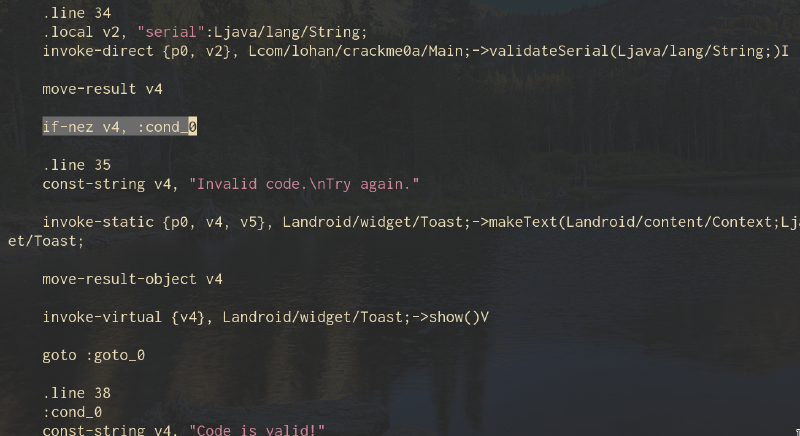 .line 34
.local v2, "serial":Ljava/lang/String;
invoke-direct {p0, v2}, Lcom/lohan/crackme0a/Main;->validateSerial(Ljava/lang/String;)I
move-result v4
if-nez v4, :cond_0
.line 35
const-string v4, "Invalid code.\nTry again."
invoke-static {p0, v4, v5}, Landroid/widget/Toast;->makeText(Landroid/content/Context;Lj
et/Toast;
move-result-object v4
invoke-virtual {v4}, Landroid/widget/Toast;->show()V
goto :goto_0
.line 38
:cond_0
const-string v4, "Code is valid!"